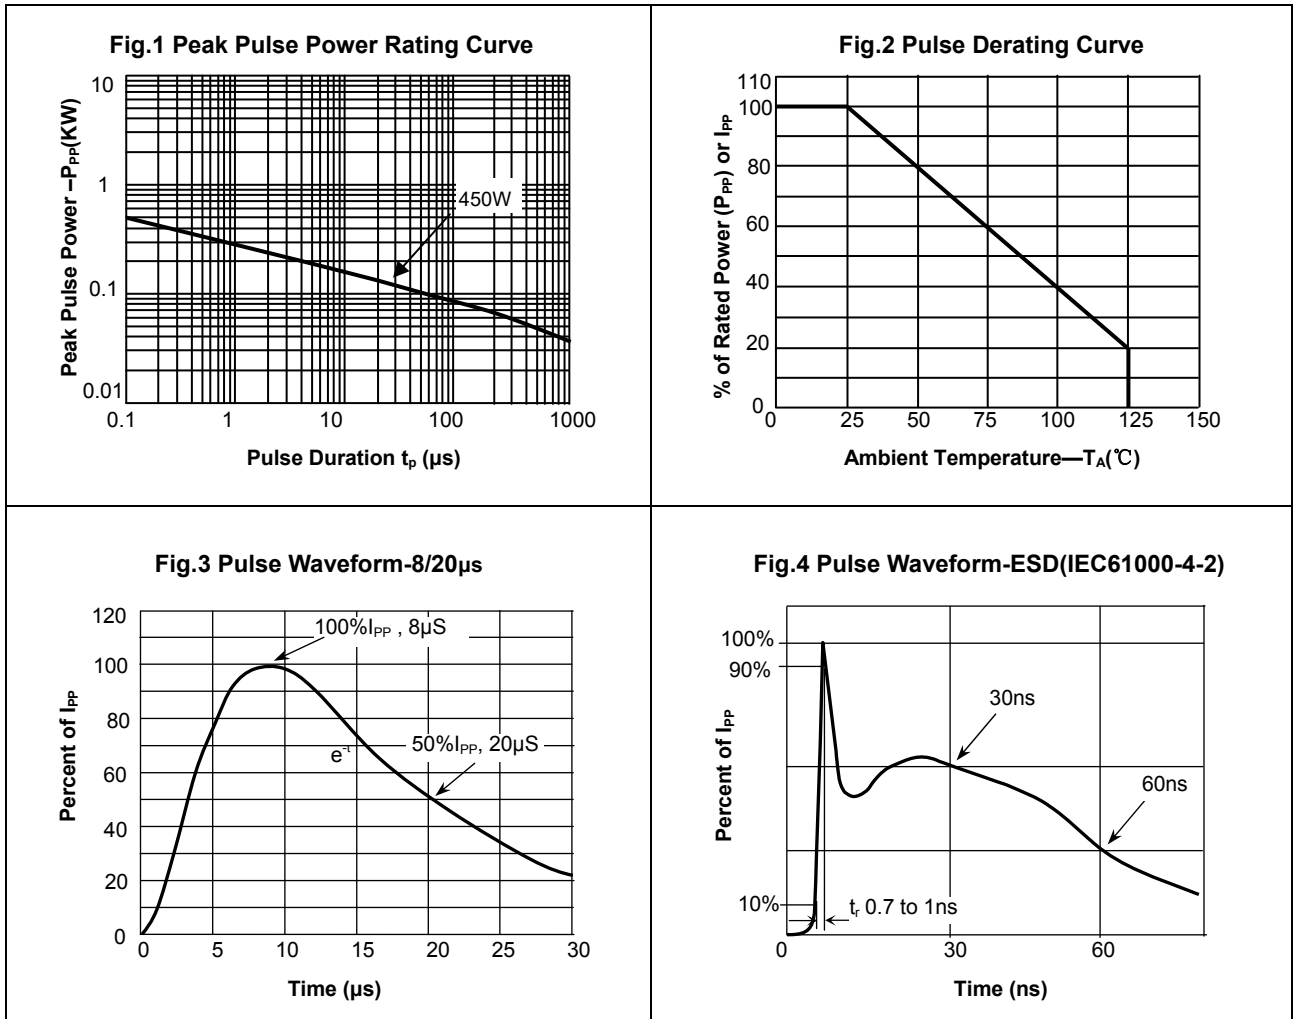 Fig.1 Peak Pulse Power Rating Curve
Peak Pulse Power –PPP(KW)
10
1
0.1
0.01
450W
0.1 1 10 100 1000
Pulse Duration tp (µs)
Fig.2 Pulse Derating Curve
% of Rated Power (PPP) or IPP
110
100
80
60
40
20
0
0 25 50 75 100 125 150
Ambient Temperature—TA(℃)
Fig.3 Pulse Waveform-8/20µs
Percent of IPP
120
100
80
60
40
20
0
100%IPP , 8µS
e-t
50%IPP, 20µS
0 5 10 15 20 25 30
Time (µs)
Fig.4 Pulse Waveform-ESD(IEC61000-4-2)
Percent of IPP
100%
90%
10%
30ns
60ns
tr 0.7 to 1ns
0 30 60
Time (ns)